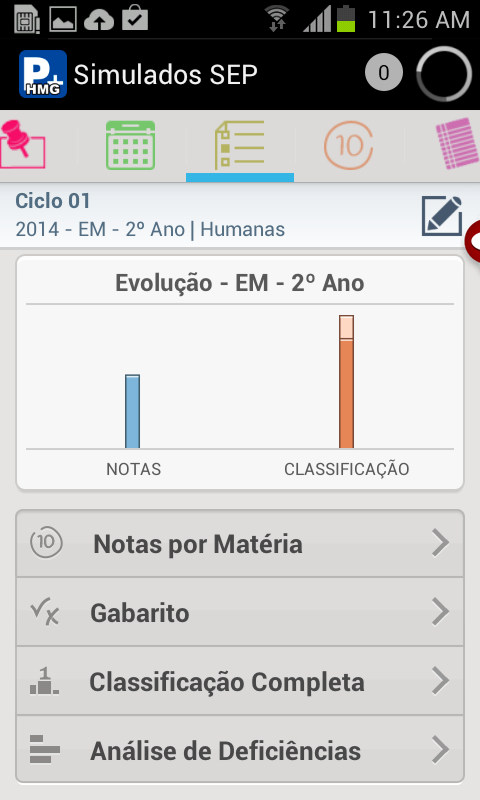 11:26 AM
P+
HMG
Simulados SEP
0
10
Ciclo 01
2014 - EM - 2º Ano | Humanas
Evolução - EM - 2º Ano
NOTAS
CLASSIFICAÇÃO
10 Notas por Matéria
Gabarito
1 Classificação Completa
Análise de Deficiências